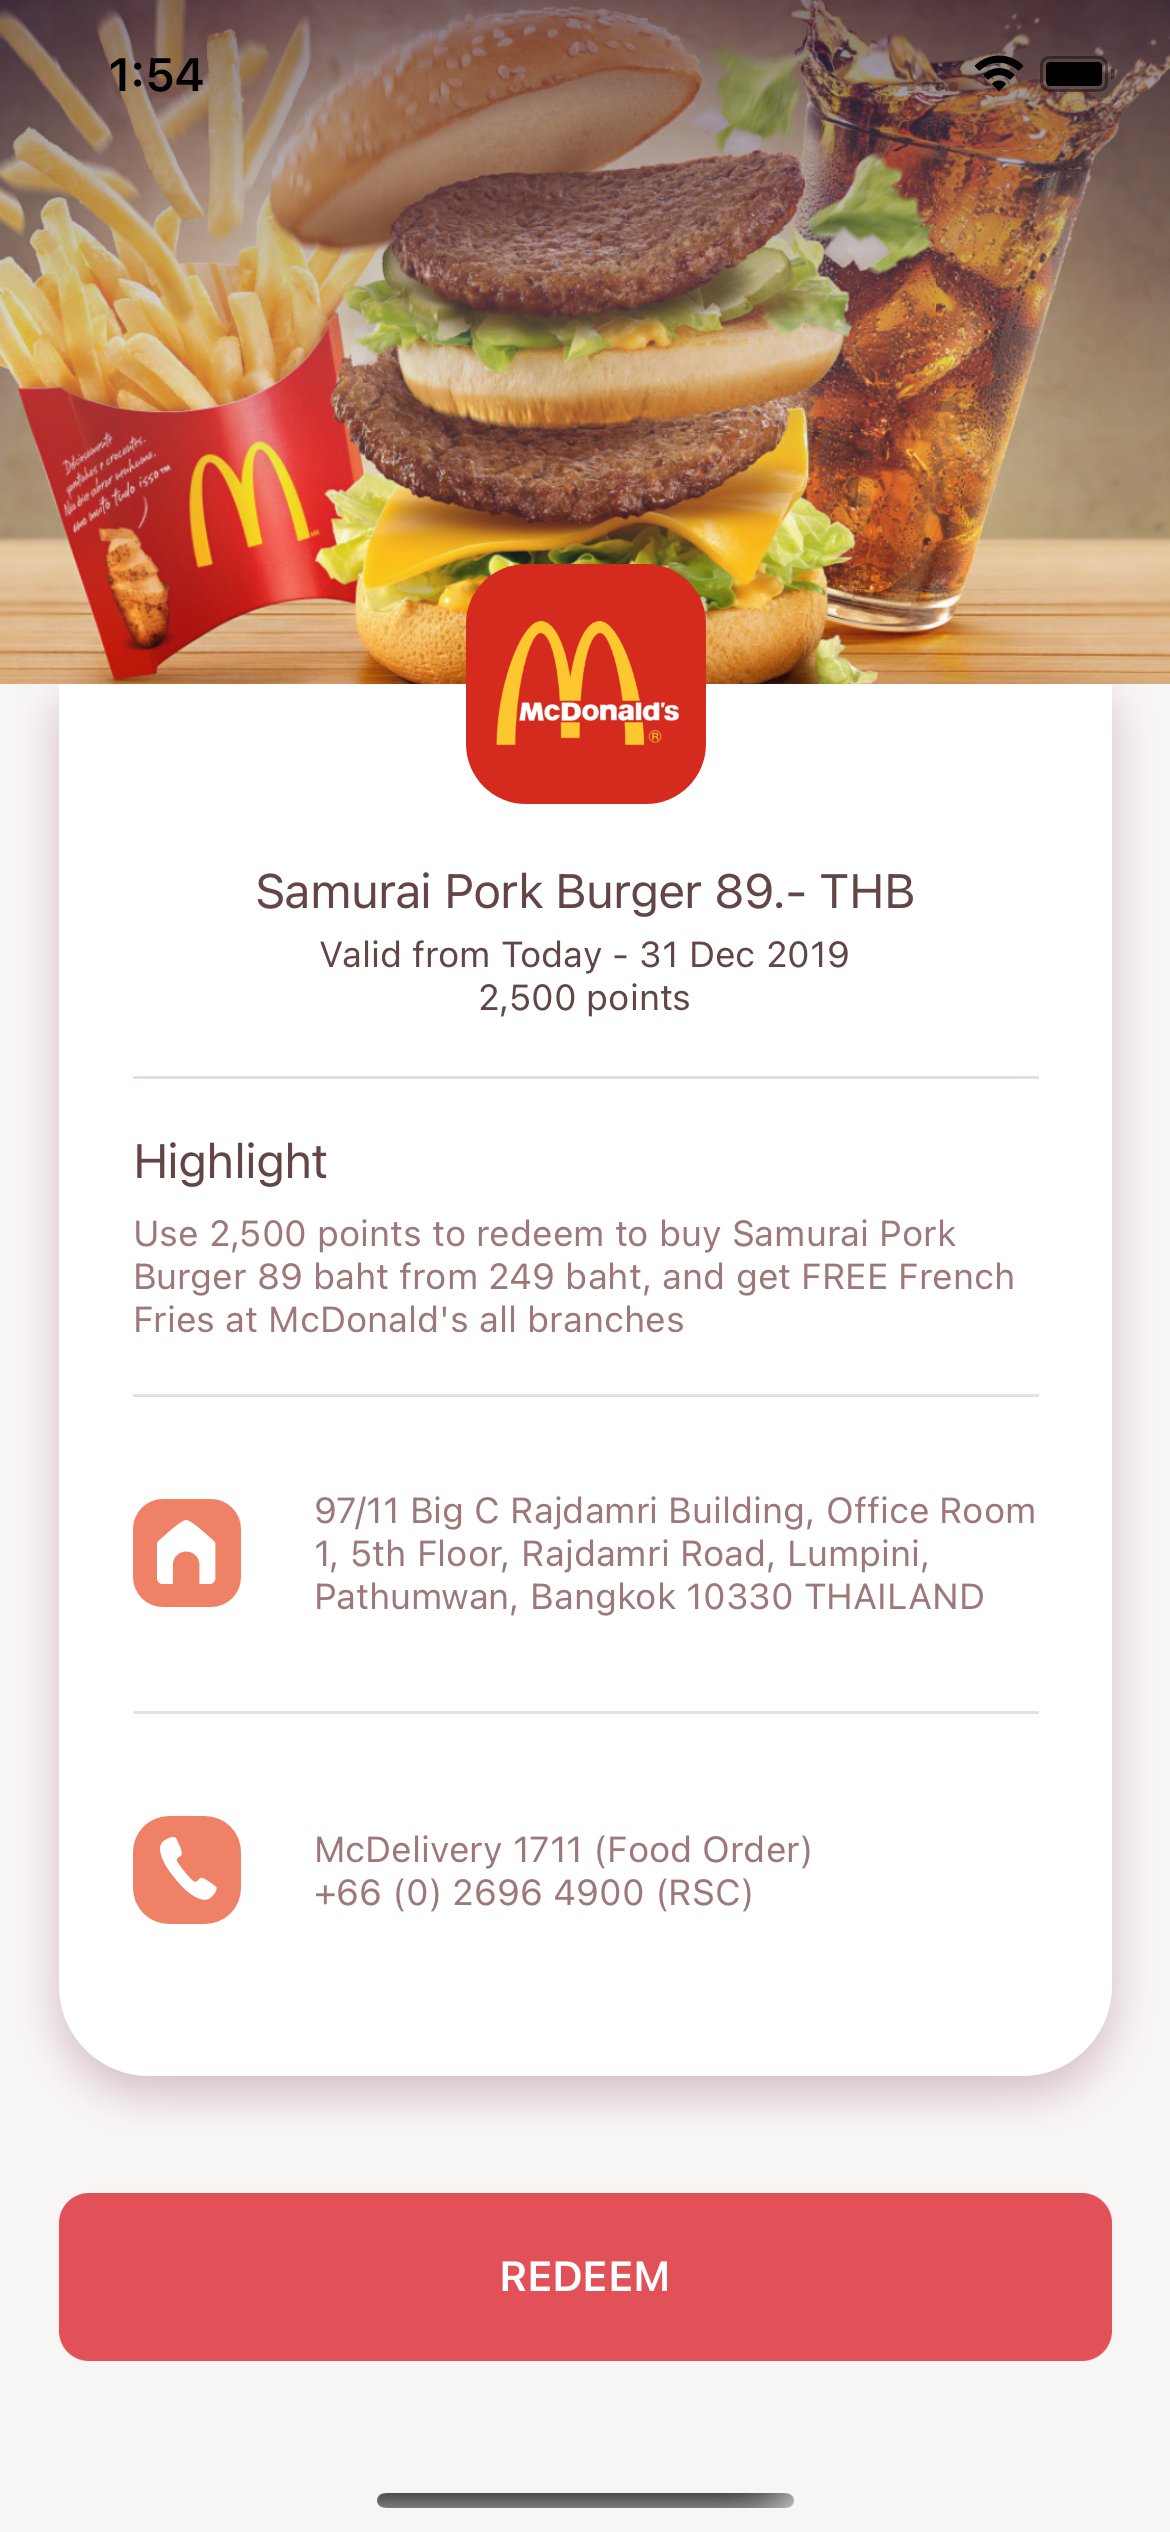 1:54
McDonald's
®
Samurai Pork Burger 89.- THB
Valid from Today - 31 Dec 2019
2,500 points
Highlight
Use 2,500 points to redeem to buy Samurai Pork
Burger 89 baht from 249 baht, and get FREE French
Fries at McDonald's all branches
97/11 Big C Rajdamri Building, Office Room
1, 5th Floor, Rajdamri Road, Lumpini,
Pathumwan, Bangkok 10330 THAILAND
McDelivery 1711 (Food Order)
+66 (0) 2696 4900 (RSC)
REDEEM